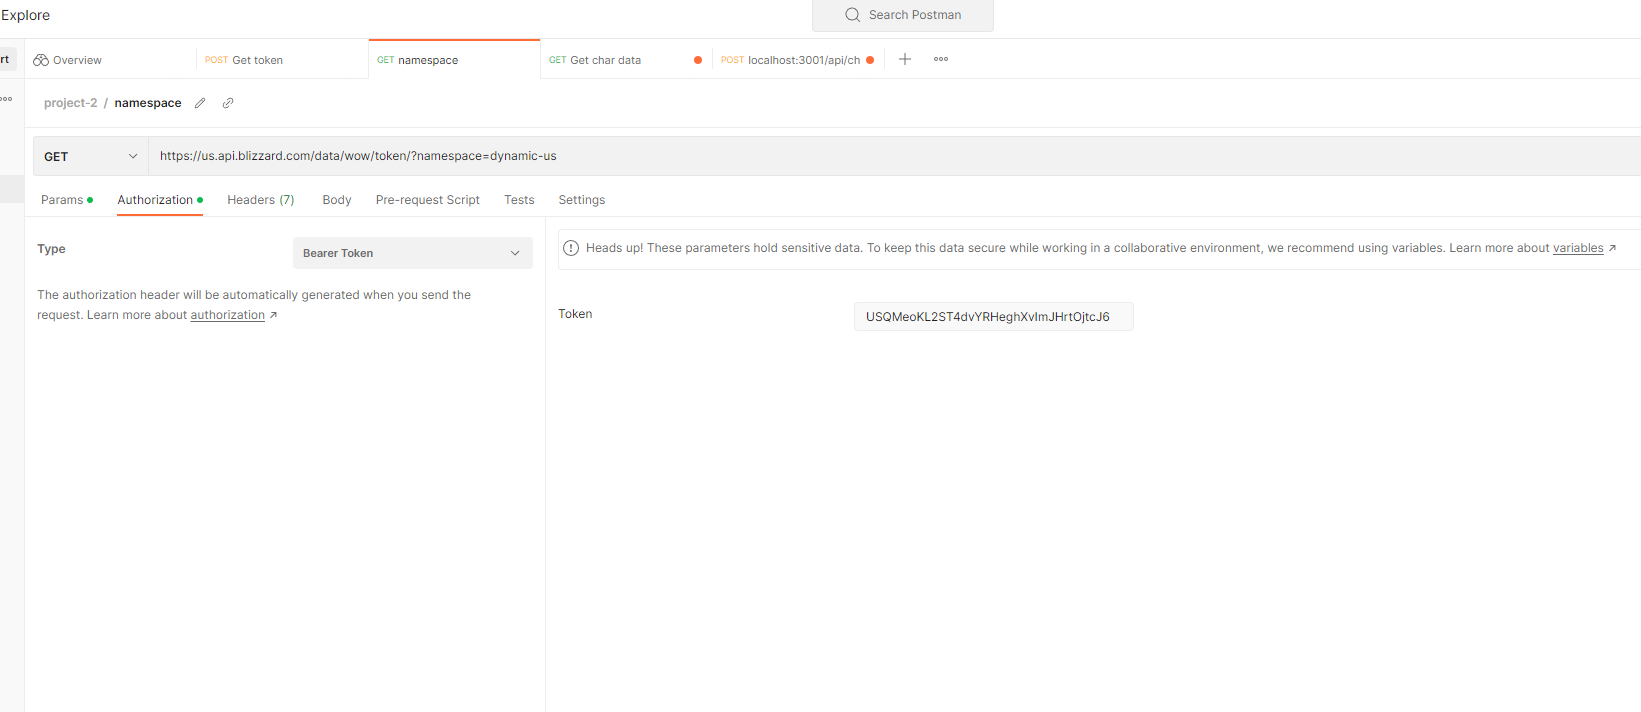 Explore
Search Postman
rt
Overview
POST Get token
GET namespace
GET Get char data
POST localhost:3001/api/ch
project-2 / namespace
GET
https://us.api.blizzard.com/data/wow/token/?namespace=dynamic-us
Params
Authorization
Headers (7)
Body
Pre-request Script
Tests
Settings
Type
Bearer Token
The authorization header will be automatically generated when you send the
request. Learn more about authorization ↗
Heads up! These parameters hold sensitive data. To keep this data secure while working in a collaborative environment, we recommend using variables. Learn more about variables ↗
Token
USQMeoKL2ST4dvYRHeghXvImJHrtOjtcJ6